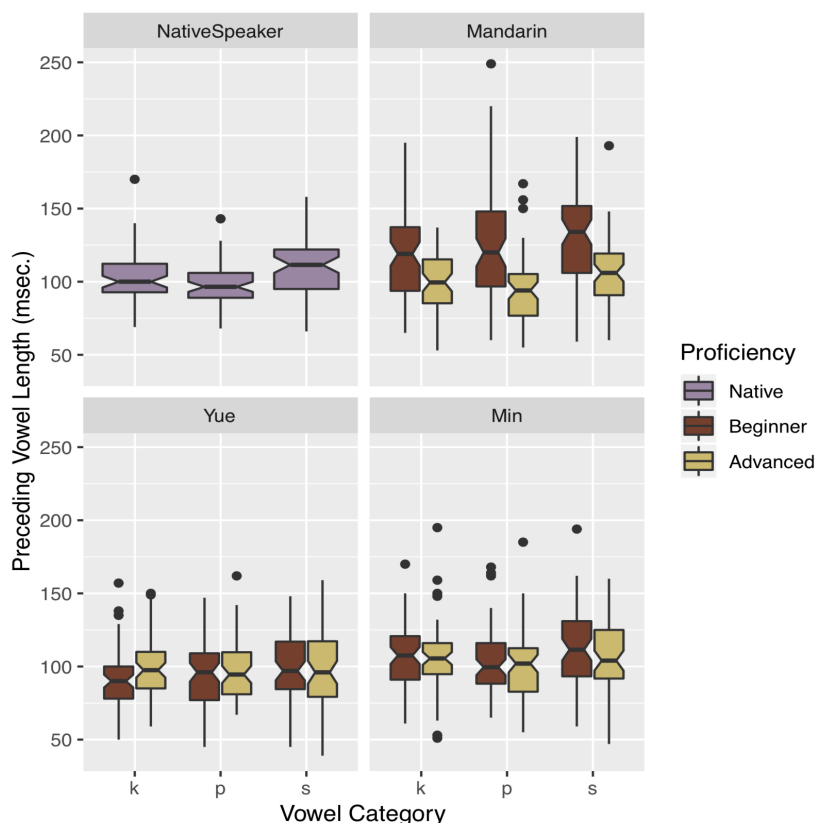 NativeSpeaker
Mandarin
250
200
150
100
50
Yue
Min
250
200
150
100
50
k
p
s
k
p
s
Vowel Category
Preceding Vowel Length (msec.)
Proficiency
Native
Beginner
Advanced